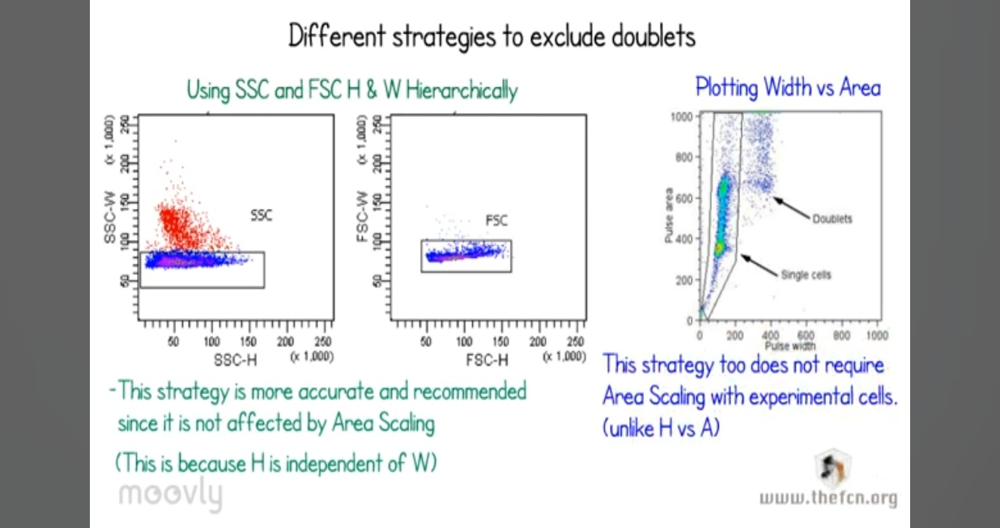 Different strategies to exclude doublets
Using SSC and FSC H & W Hierarchically
SSC-W
(x 1,000)
50 100 150 200 250
SSC
50 100 150 200 250
SSC-H
(x 1,000)
FSC-W
(x 1,000)
50 100 150 200 250
FSC
50 100 150 200 250
FSC-H
(x 1,000)
-This strategy is more accurate and recommended
since it is not affected by Area Scaling
(This is because H is independent of W)
moovly
Plotting Width vs Area
1000
800
600
400
200
0
Pulse area
Doublets
Single cells
0 200 400 600 800 1000
Pulse width
This strategy too does not require
Area Scaling with experimental cells.
(unlike H vs A)
www.thefcn.org